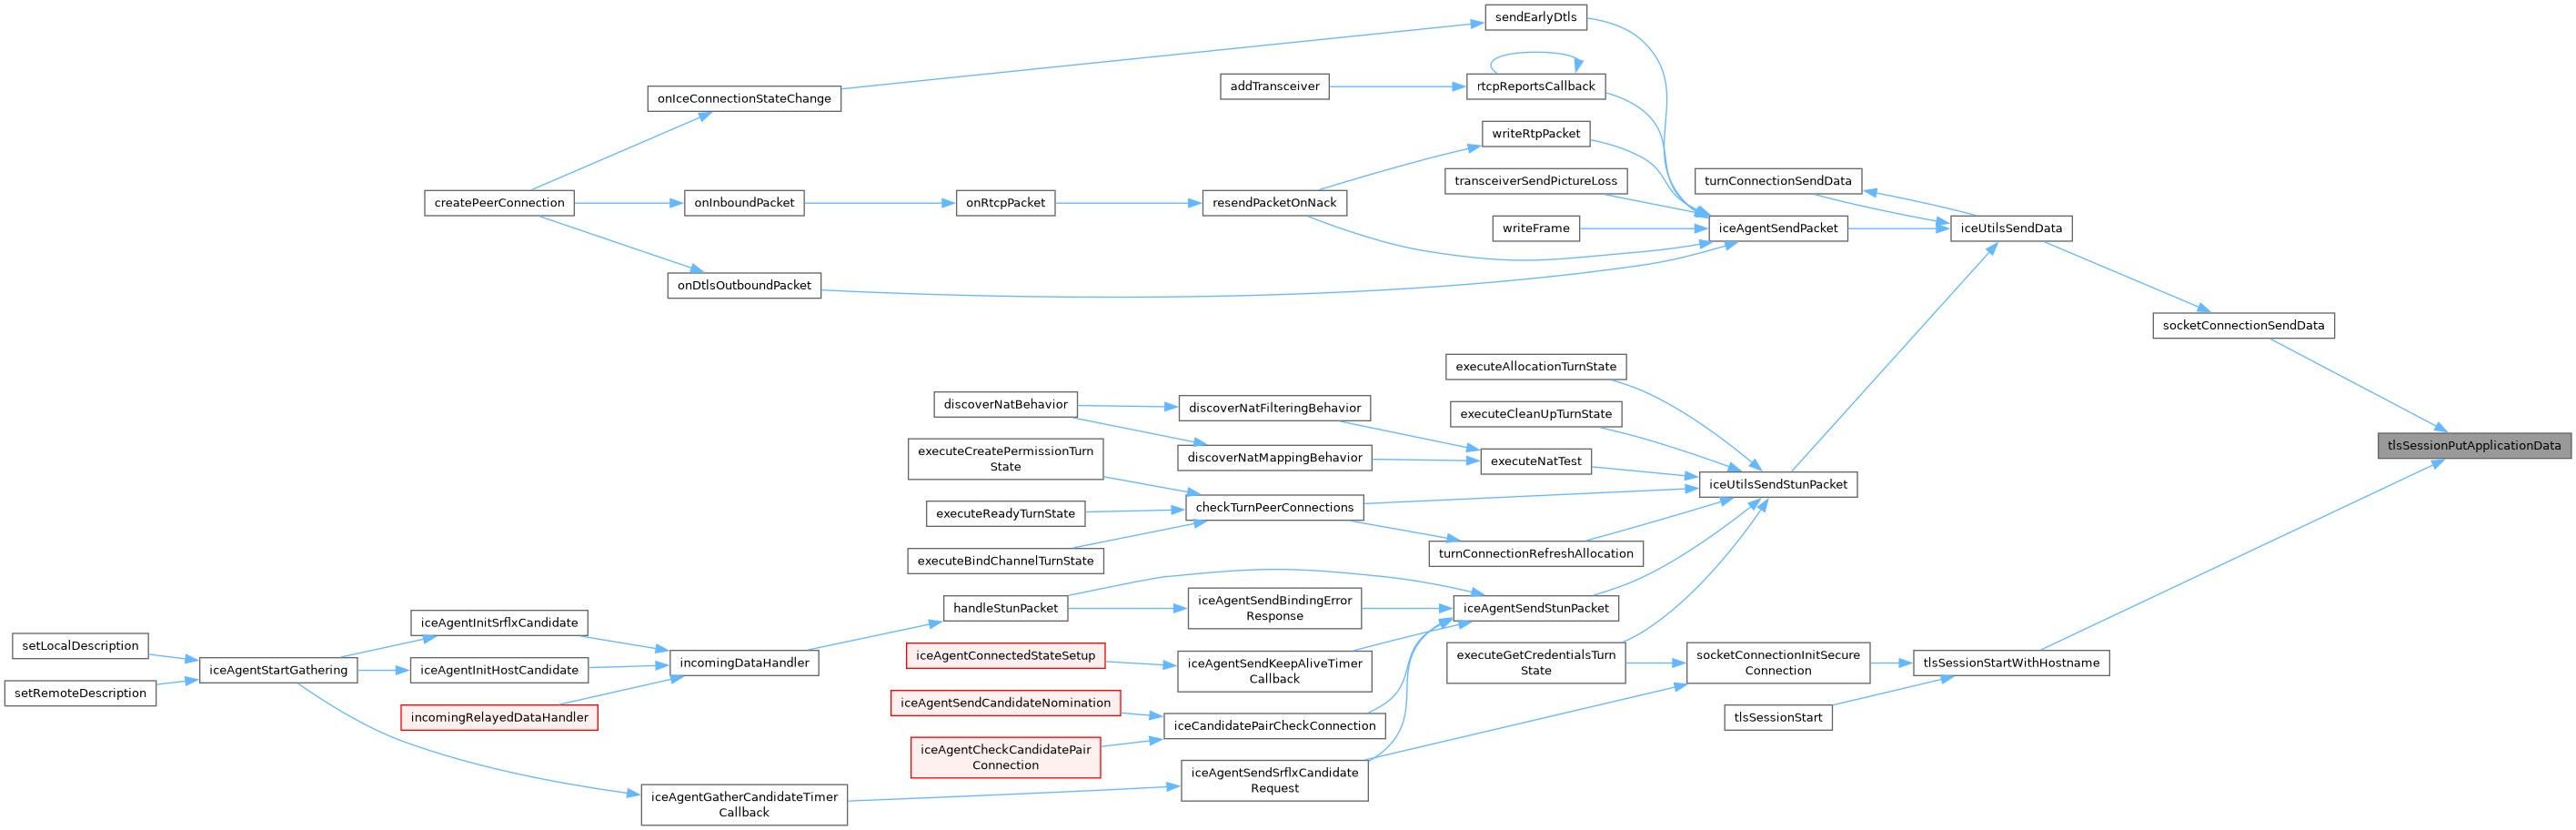 sendEarlyDtls
addTransceiver
rtcpReportsCallback
onIceConnectionStateChange
writeRtpPacket
transceiverSendPictureLoss
turnConnectionSendData
createPeerConnection
onInboundPacket
onRtcpPacket
resendPacketOnNack
writeFrame
iceAgentSendPacket
iceUtilsSendData
onDtlsOutboundPacket
socketConnectionSendData
executeAllocationTurnState
discoverNatBehavior
discoverNatFilteringBehavior
executeCleanUpTurnState
tlsSessionPutApplicationData
executeCreatePermissionTurn
State
discoverNatMappingBehavior
executeNatTest
iceUtilsSendStunPacket
executeReadyTurnState
checkTurnPeerConnections
executeBindChannelTurnState
turnConnectionRefreshAllocation
handleStunPacket
iceAgentSendBindingError
Response
iceAgentSendStunPacket
iceAgentInitSrflxCandidate
setLocalDescription
iceAgentStartGathering
iceAgentInitHostCandidate
incomingDataHandler
iceAgentConnectedStateSetup
iceAgentSendKeepAliveTimer
Callback
executeGetCredentialsTurn
State
socketConnectionInitSecure
Connection
tlsSessionStartWithHostname
setRemoteDescription
incomingRelayedDataHandler
iceAgentSendCandidateNomination
iceCandidatePairCheckConnection
tlsSessionStart
iceAgentCheckCandidatePair
Connection
iceAgentSendSrflxCandidate
Request
iceAgentGatherCandidateTimer
Callback